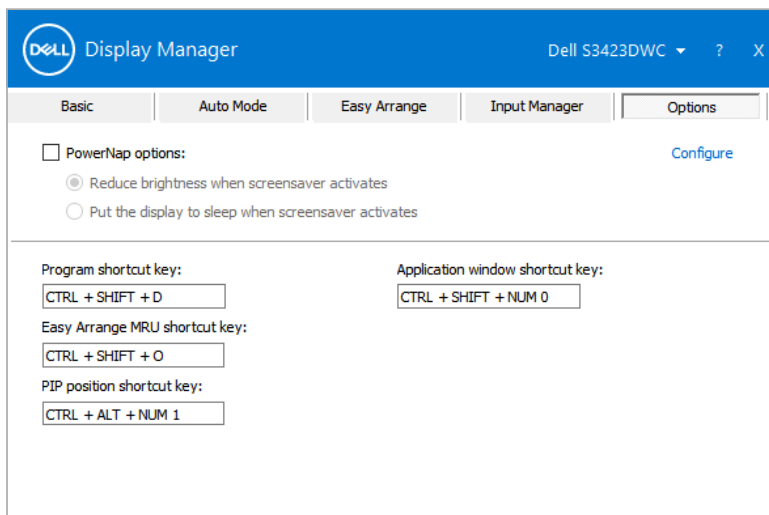 DELL Display Manager Dell S3423DWC ? X
Basic Auto Mode Easy Arrange Input Manager Options
PowerNap options: Configure
Reduce brightness when screensaver activates
Put the display to sleep when screensaver activates
Program shortcut key: Application window shortcut key:
CTRL + SHIFT + D CTRL + SHIFT + NUM 0
Easy Arrange MRU shortcut key:
CTRL + SHIFT + O
PIP position shortcut key:
CTRL + ALT + NUM 1